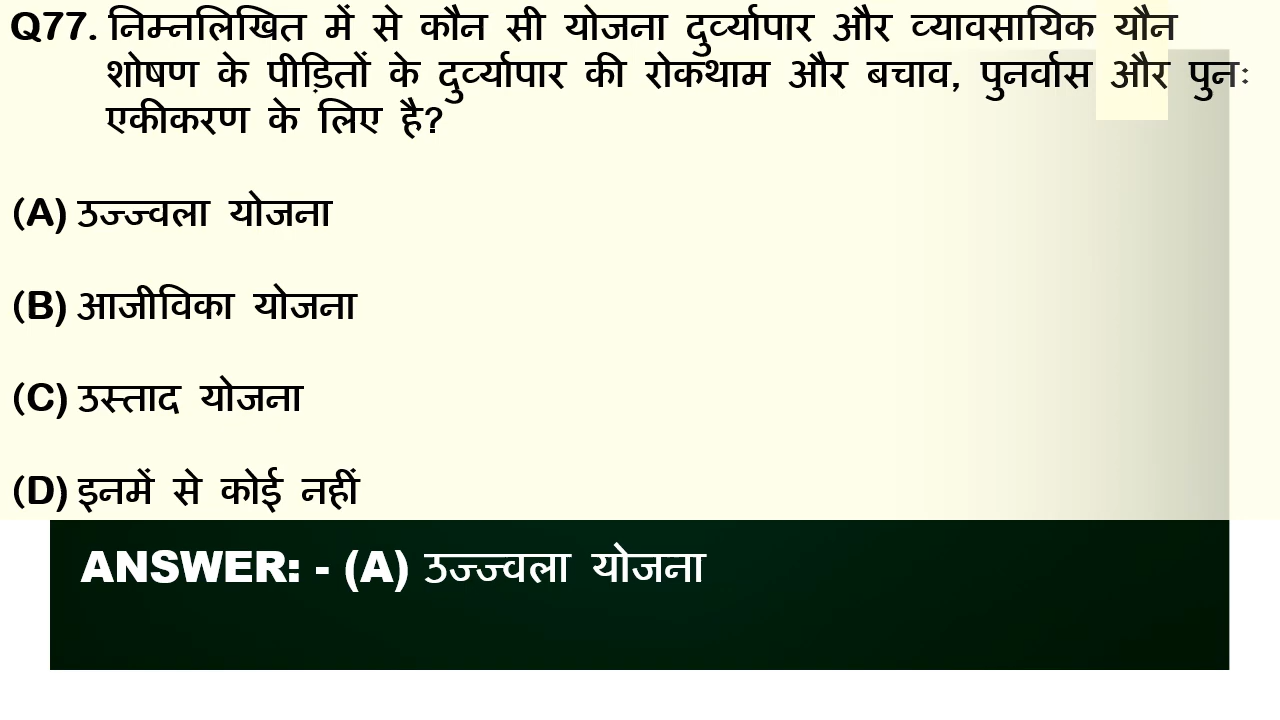 Q77. निम्नलिखित में से कौन सी योजना दुर्व्यापार और व्यावसायिक यौन
शोषण के पीड़ितों के दुर्व्यापार की रोकथाम और बचाव, पुनर्वास और पुनः
एकीकरण के लिए है?
(A) उज्ज्वला योजना
(B) आजीविका योजना
(C) उस्ताद योजना
(D) इनमें से कोई नहीं
ANSWER: - (A) उज्ज्वला योजना